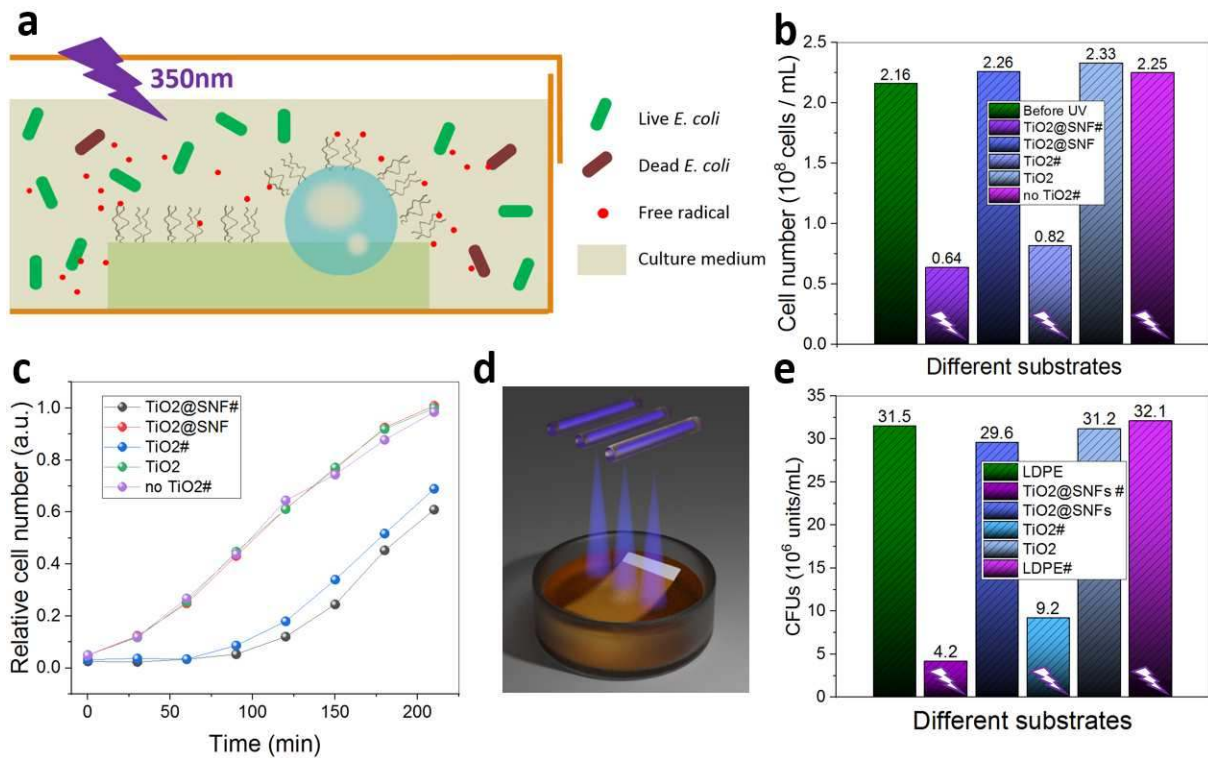 a
350nm
Live E. coli
Dead E. coli
Free radical
Culture medium
b
Cell number (10⁸ cells / mL)
2.5
2.0
1.5
1.0
0.5
0.0
2.16
0.64
2.26
0.82
2.33
2.25
Before UV
TiO2@SNF#
TiO2@SNF
TiO2#
TiO2
no TiO2#
Different substrates
c
Relative cell number (a.u.)
1.0
0.8
0.6
0.4
0.2
0.0
TiO2@SNF#
TiO2@SNF
TiO2#
TiO2
no TiO2#
0 50 100 150 200
Time (min)
d
e
CFUs (10⁶ units/mL)
35
30
25
20
15
10
5
0
31.5
4.2
29.6
9.2
31.2
32.1
LDPE
TiO2@SNFs #
TiO2@SNFs
TiO2#
TiO2
LDPE#
Different substrates